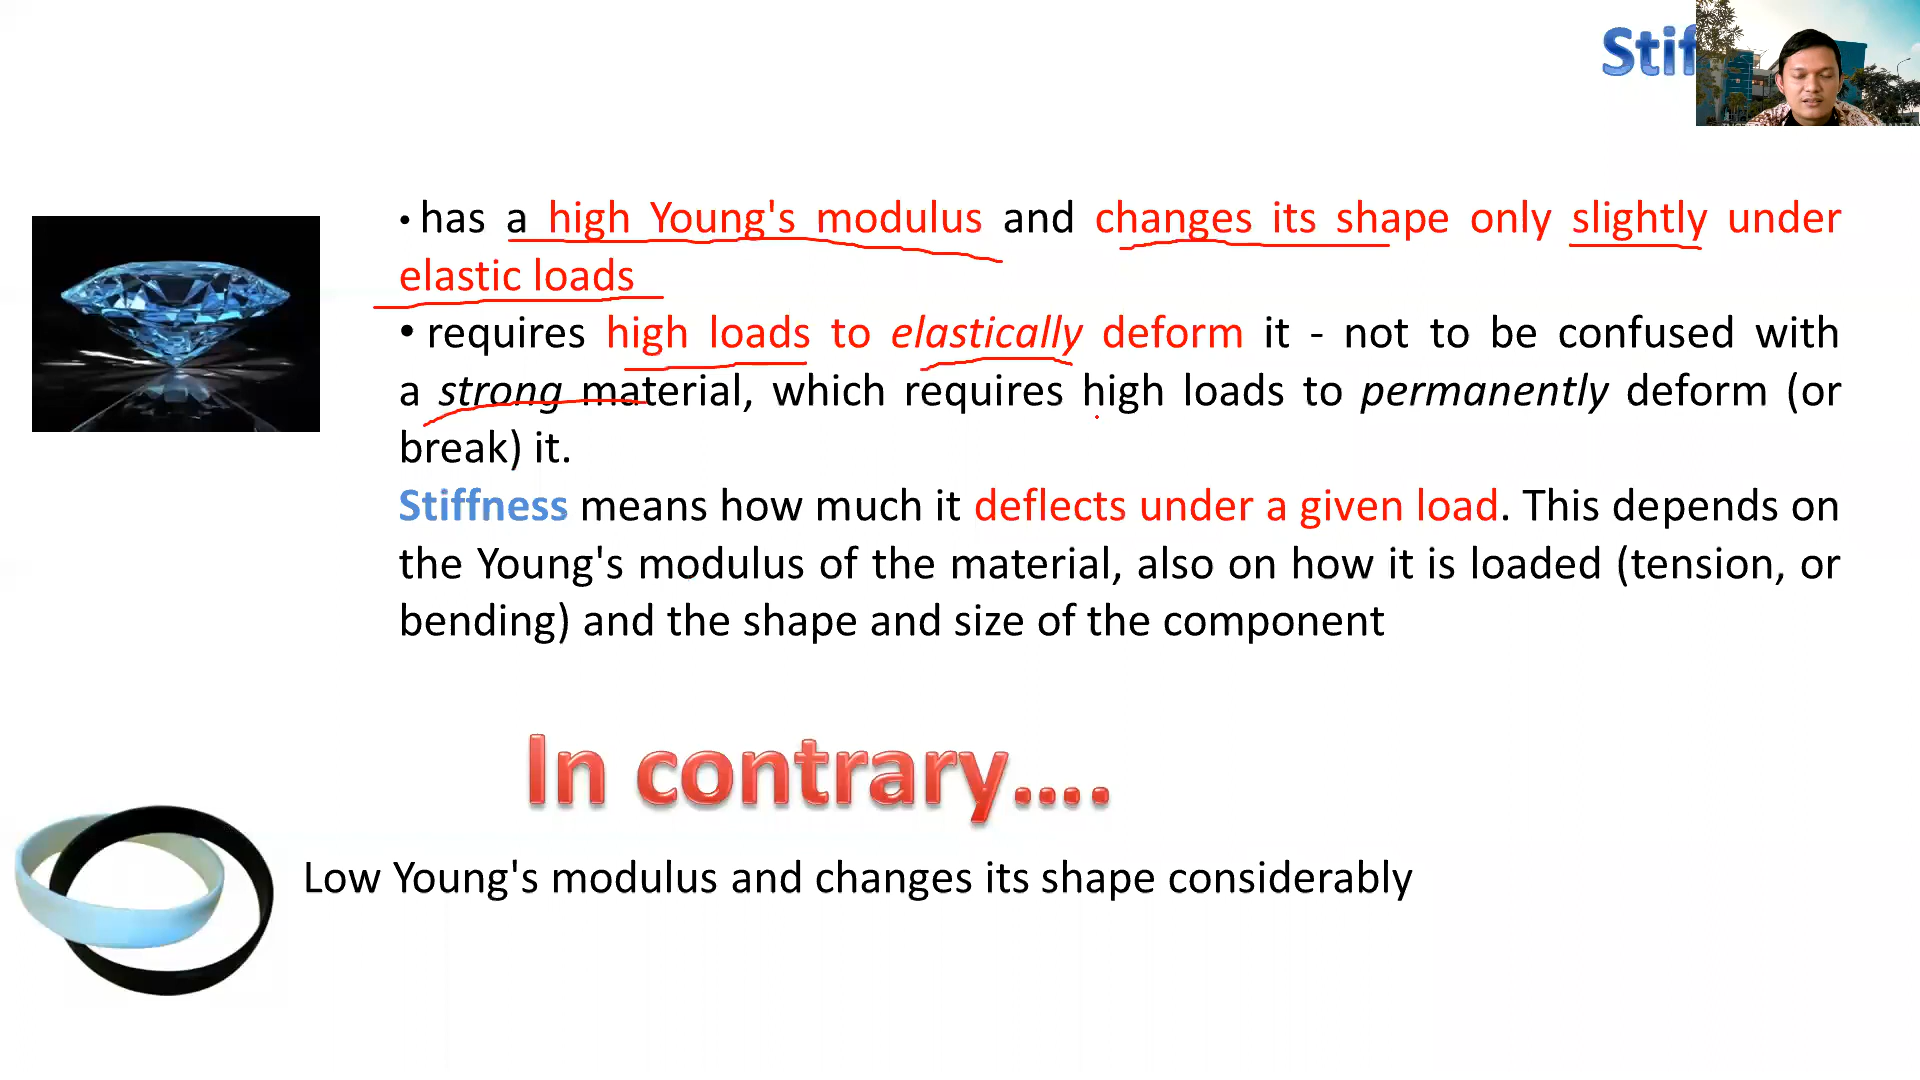 Stif
• has a high Young's modulus and changes its shape only slightly under
elastic loads
• requires high loads to elastically deform it - not to be confused with
a strong material, which requires high loads to permanently deform (or
break) it.
Stiffness means how much it deflects under a given load. This depends on
the Young's modulus of the material, also on how it is loaded (tension, or
bending) and the shape and size of the component
In contrary....
Low Young's modulus and changes its shape considerably